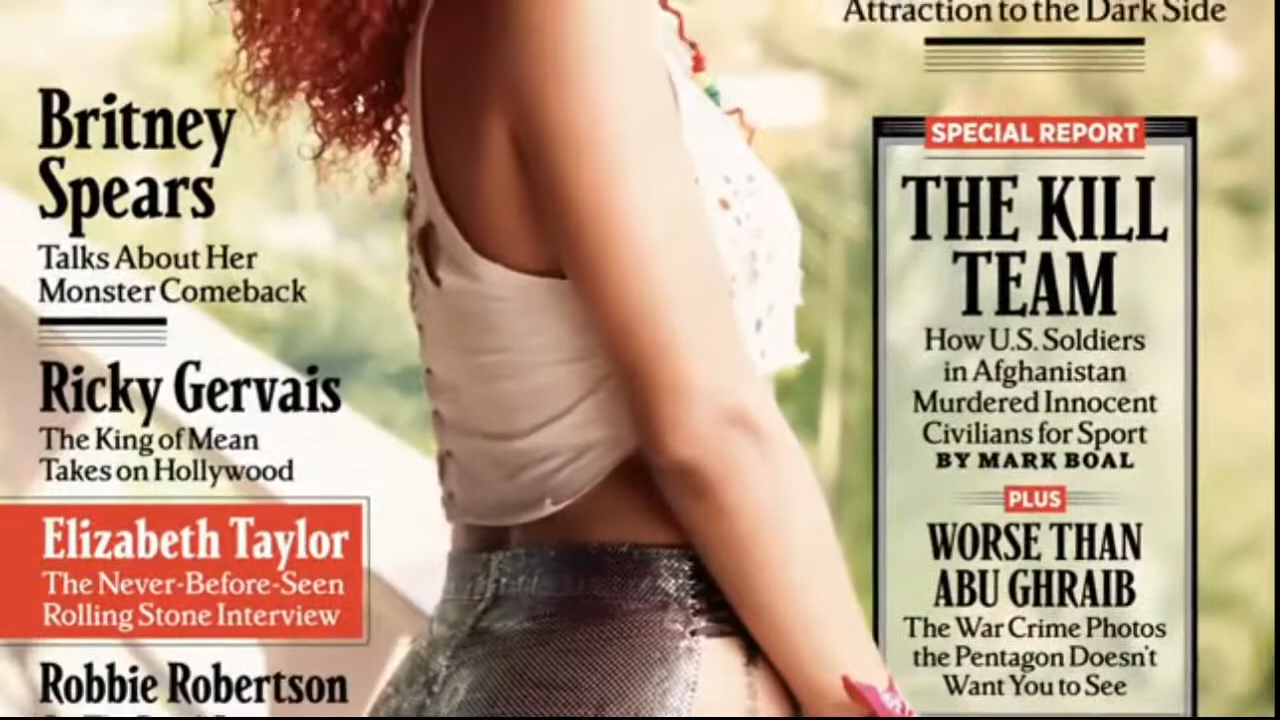 Attraction to the Dark Side
Britney
Spears
Talks About Her
Monster Comeback
Ricky Gervais
The King of Mean
Takes on Hollywood
Elizabeth Taylor
The Never-Before-Seen
Rolling Stone Interview
Robbie Robertson
SPECIAL REPORT
THE KILL
TEAM
How U.S. Soldiers
in Afghanistan
Murdered Innocent
Civilians for Sport
BY MARK BOAL
PLUS
WORSE THAN
ABU GHRAIB
The War Crime Photos
the Pentagon Doesn't
Want You to See